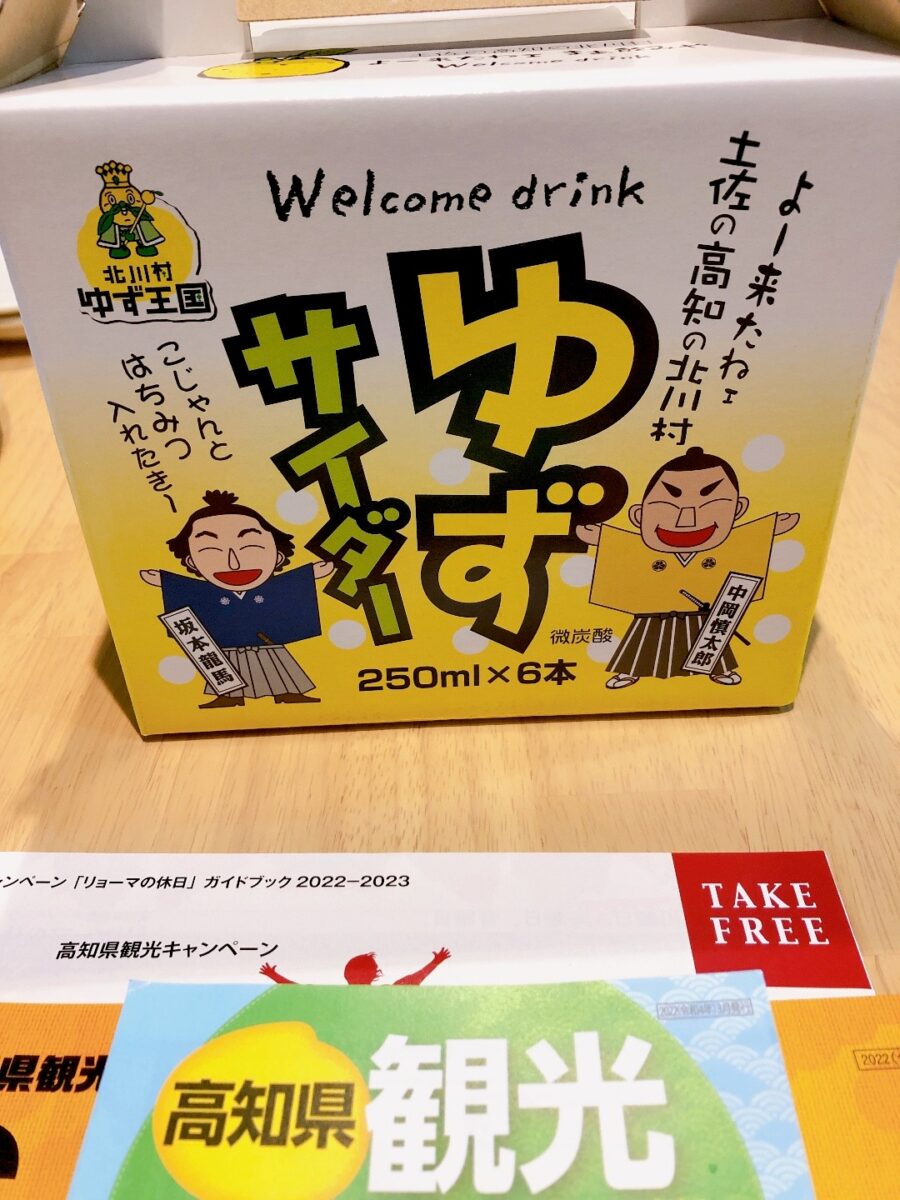 Welcome drink
Welcome drink
よー来たねェ
土佐の高知の北川村
北川村
ゆず王国
ゆず
サイダー
こじゃんと
はちみつ
入れたきー
坂本龍馬
中岡慎太郎
微炭酸
250ml×6本
ンペーン「リョーマの休日」ガイドブック 2022−2023
TAKE
FREE
高知県観光キャンペーン
県観光
高知県
観光
2022